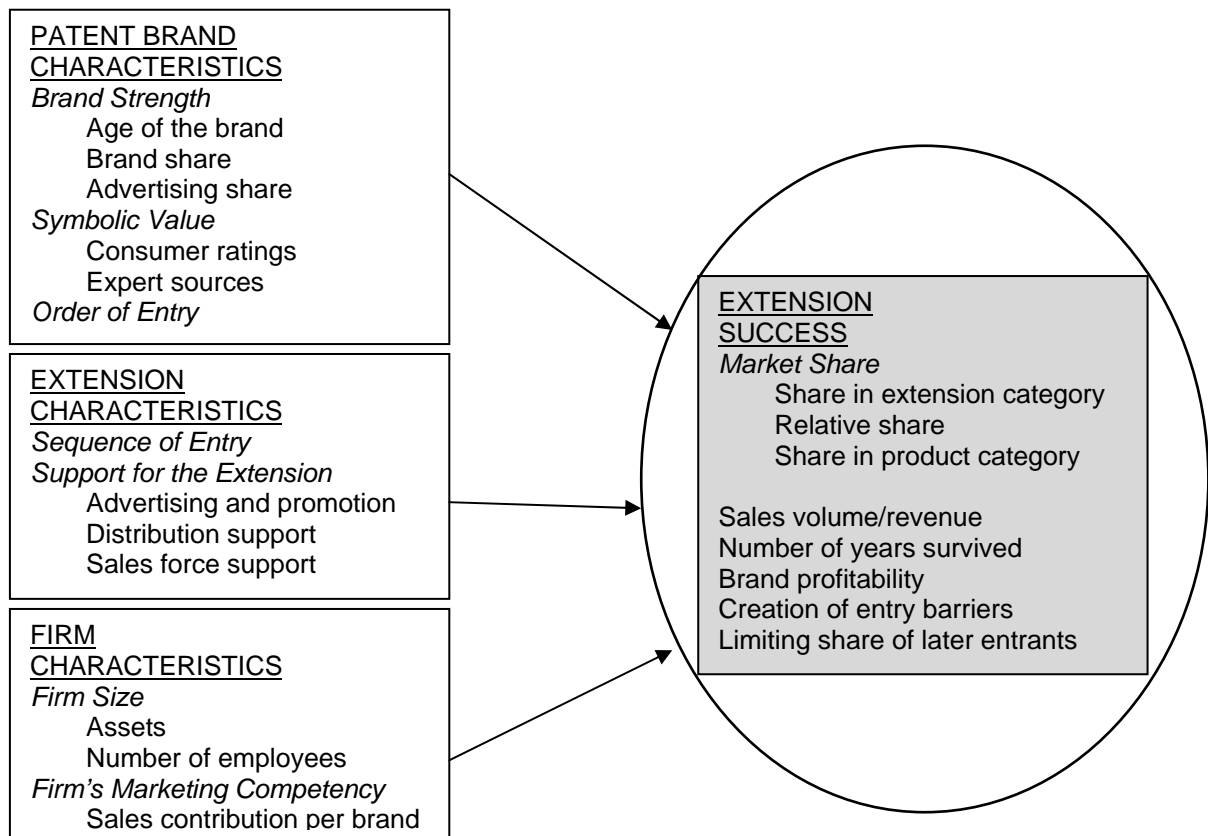 PATENT BRAND
CHARACTERISTICS
Brand Strength
Age of the brand
Brand share
Advertising share
Symbolic Value
Consumer ratings
Expert sources
Order of Entry
EXTENSION
CHARACTERISTICS
Sequence of Entry
Support for the Extension
Advertising and promotion
Distribution support
Sales force support
FIRM
CHARACTERISTICS
Firm Size
Assets
Number of employees
Firm's Marketing Competency
Sales contribution per brand
EXTENSION
SUCCESS
Market Share
Share in extension category
Relative share
Share in product category
Sales volume/revenue
Number of years survived
Brand profitability
Creation of entry barriers
Limiting share of later entrants